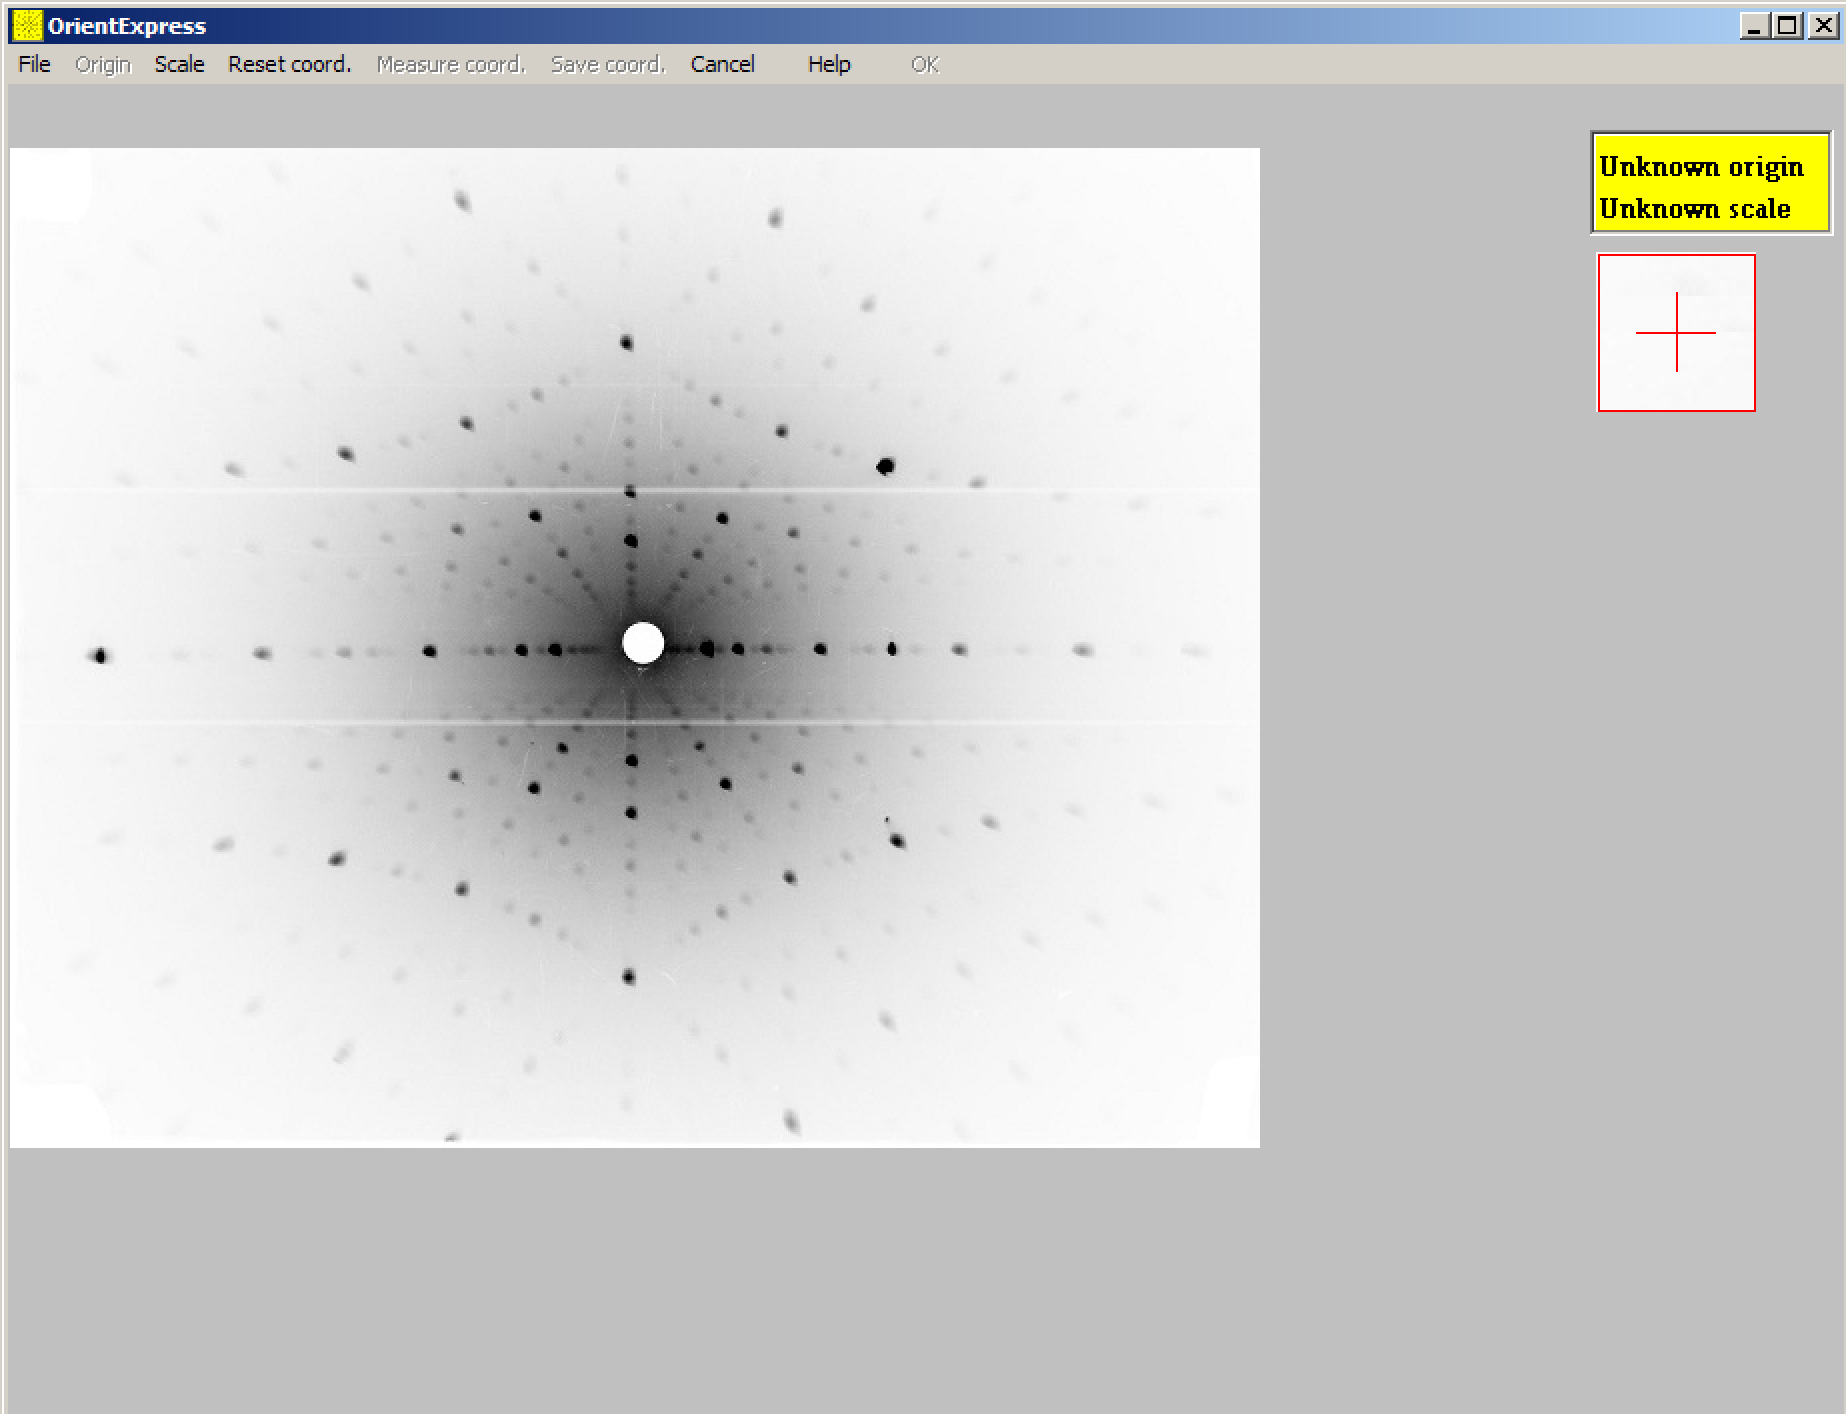 OrientExpress
File Origin Scale Reset coord. Measure coord. Save coord. Cancel Help OK
Unknown origin
Unknown scale